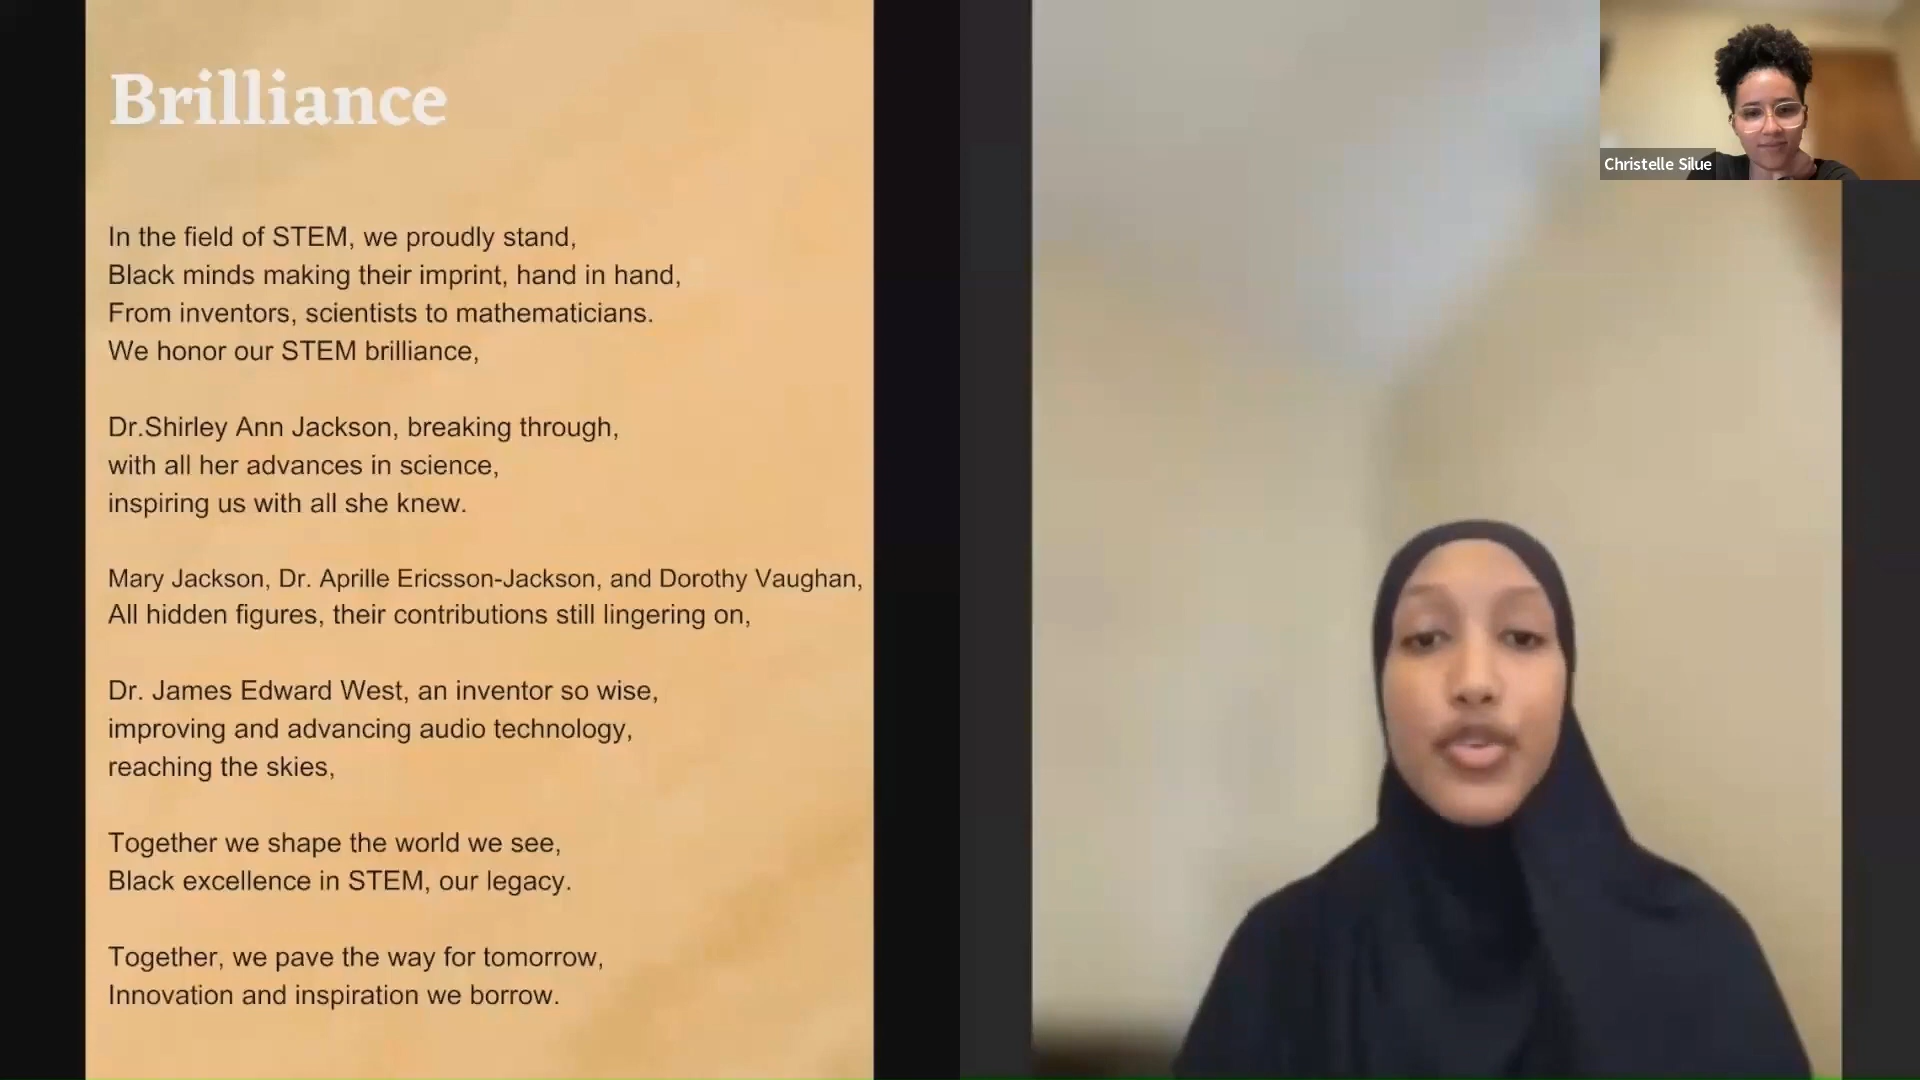 Brilliance
In the field of STEM, we proudly stand,
Black minds making their imprint, hand in hand,
From inventors, scientists to mathematicians.
We honor our STEM brilliance,
Dr.Shirley Ann Jackson, breaking through,
with all her advances in science,
inspiring us with all she knew.
Mary Jackson, Dr. Aprille Ericsson-Jackson, and Dorothy Vaughan,
All hidden figures, their contributions still lingering on,
Dr. James Edward West, an inventor so wise,
improving and advancing audio technology,
reaching the skies,
Together we shape the world we see,
Black excellence in STEM, our legacy.
Together, we pave the way for tomorrow,
Innovation and inspiration we borrow.
Christelle Silue